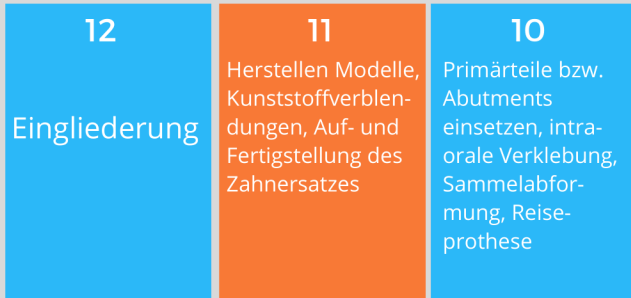 12
Eingliederung
11
Herstellen Modelle,
Kunststoffverblen-
dungen, Auf- und
Fertigstellung des
Zahnersatzes
10
Primärteile bzw.
Abutments
einsetzen, intra-
orale Verklebung,
Sammelabfor-
mung, Reise-
prothese